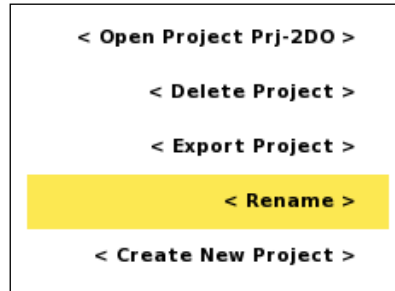 < Open Project Prj-2DO >
< Delete Project >
< Export Project >
< Rename >
< Create New Project >